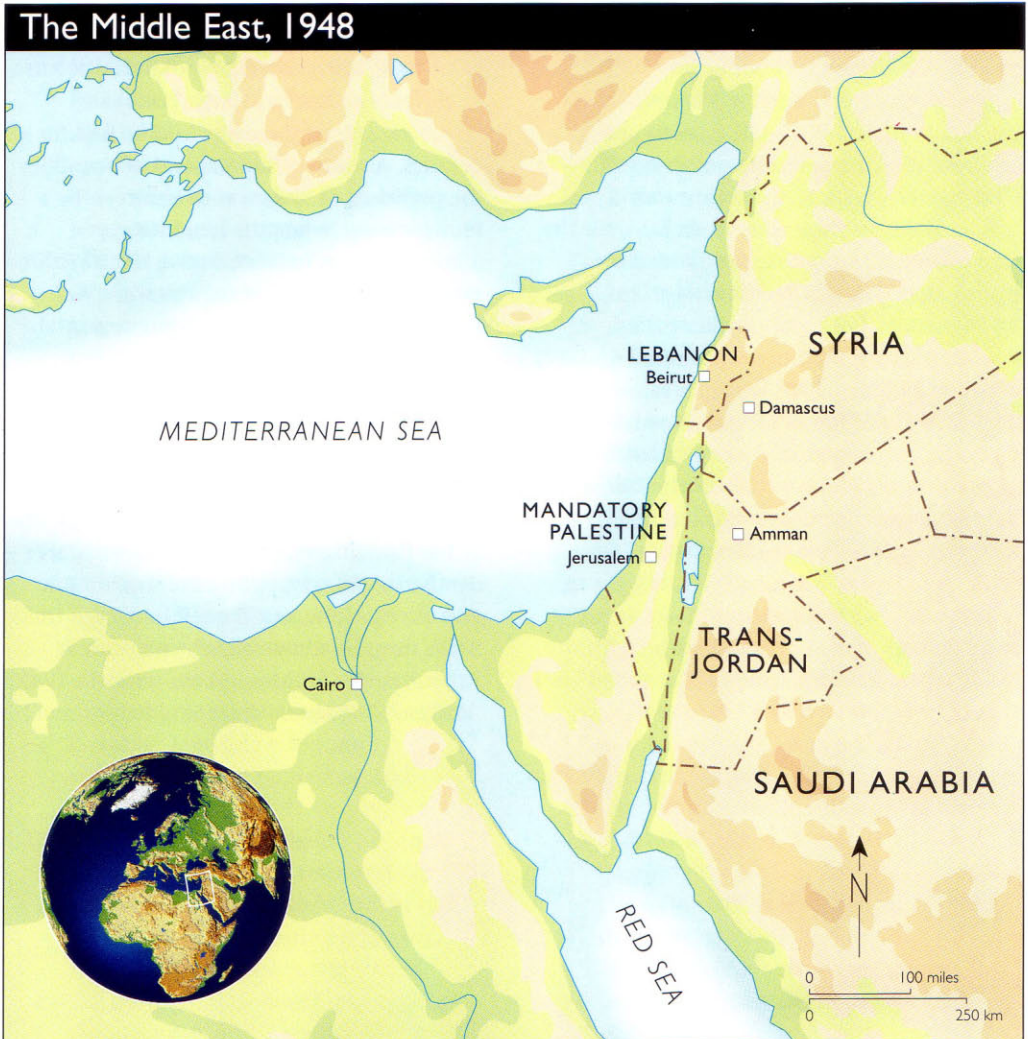 The Middle East, 1948
SYRIA
LEBANON
Beirut
Damascus
MEDITERRANEAN SEA
MANDATORY
PALESTINE
Jerusalem
Amman
TRANS-
JORDAN
Cairo
SAUDI ARABIA
N
RED SEA
0 100 miles
0 250 km